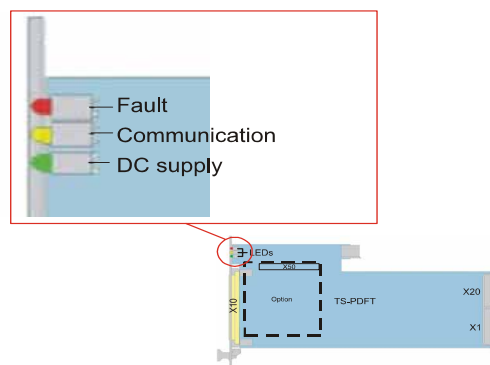 Fault
Communication
DC supply
LEDs
X50
X10
Option
TS-PDFT
X20
X1